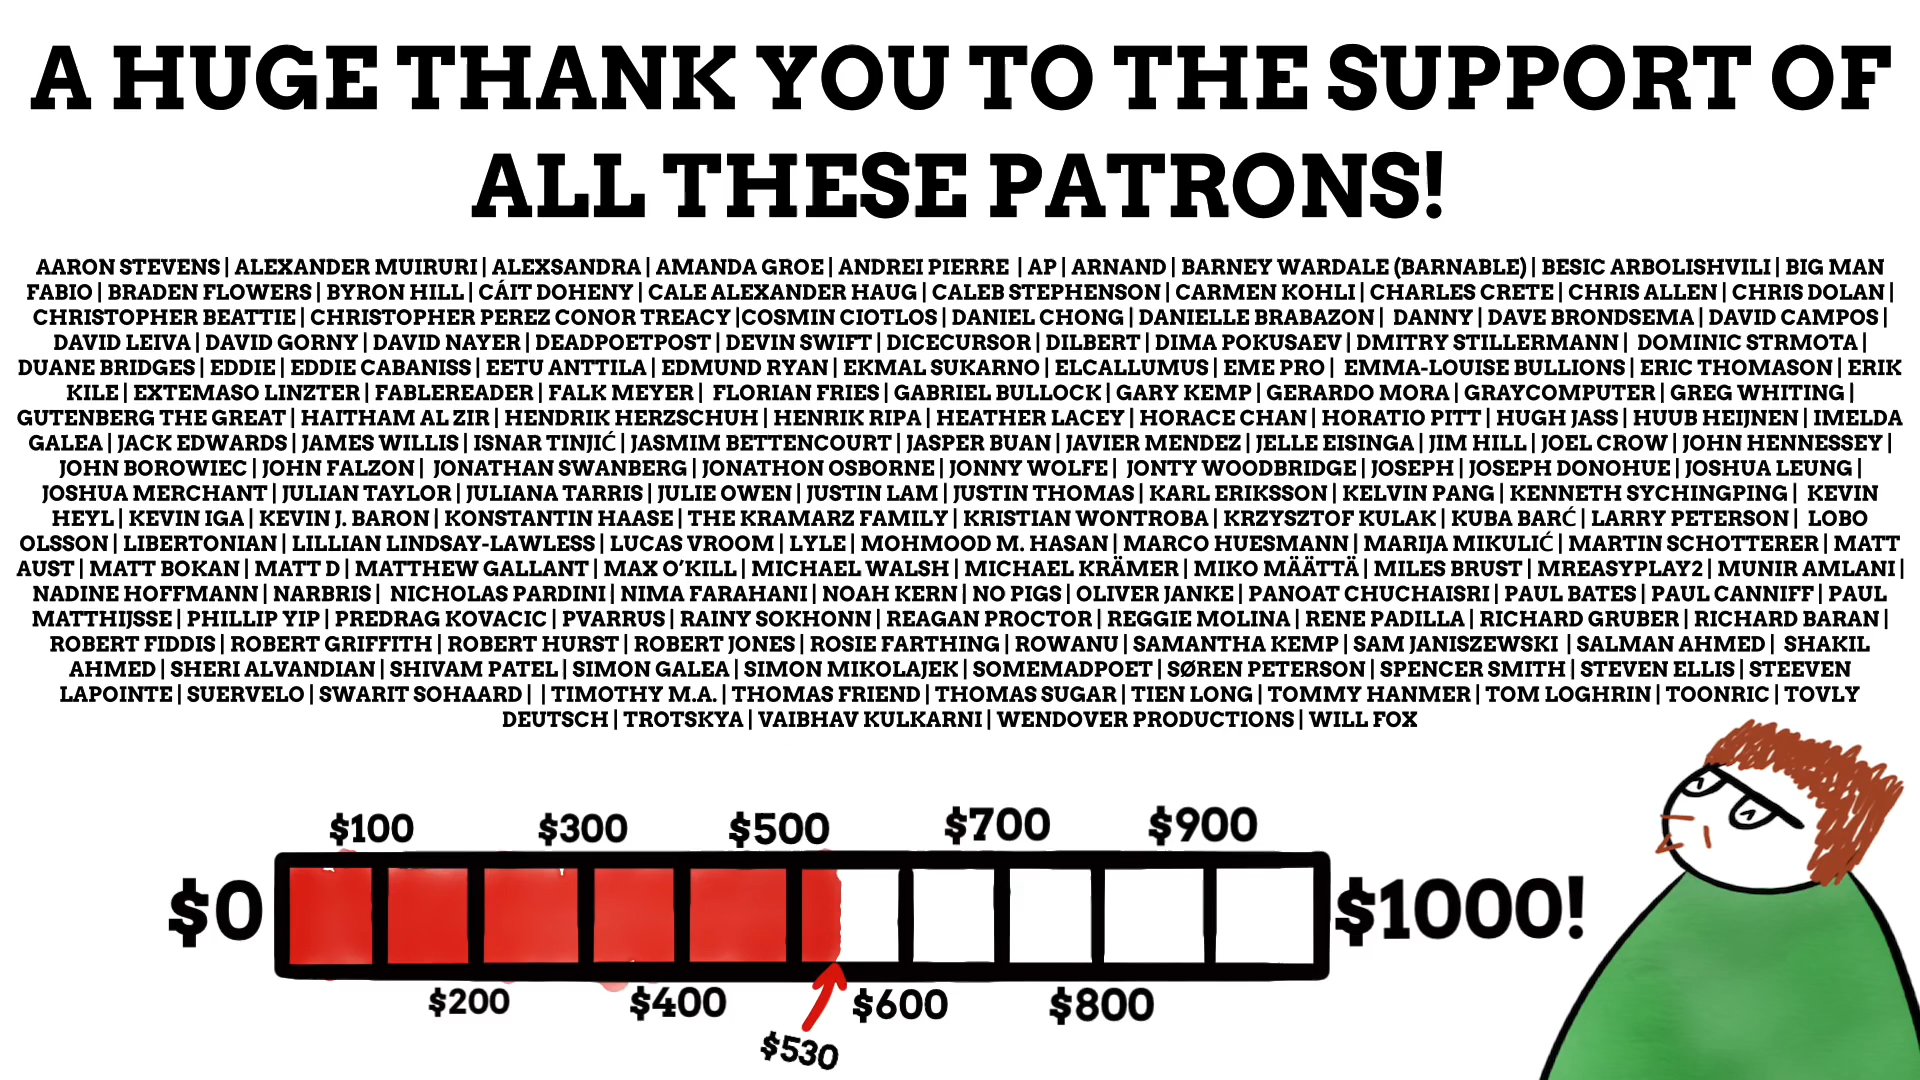 A HUGE THANK YOU TO THE SUPPORT OF
ALL THESE PATRONS!
AARON STEVENS | ALEXANDER MUIRURI | ALEXSANDRA | AMANDA GROE | ANDREI PIERRE | AP | ARNAND | BARNEY WARDALE (BARNABLE) | BESIC ARBOLISHVILI | BIG MAN
FABIO | BRADEN FLOWERS | BYRON HILL | CÁIT DOHENY | CALE ALEXANDER HAUG | CALEB STEPHENSON | CARMEN KOHLI | CHARLES CRETE | CHRIS ALLEN | CHRIS DOLAN |
CHRISTOPHER BEATTIE | CHRISTOPHER PEREZ CONOR TREACY |COSMIN CIOTLOS | DANIEL CHONG | DANIELLE BRABAZON | DANNY | DAVE BRONDSEMA | DAVID CAMPOS |
DAVID LEIVA | DAVID GORNY | DAVID NAYER | DEADPOETPOST | DEVIN SWIFT | DICECURSOR | DILBERT | DIMA POKUSAEV | DMITRY STILLERMANN | DOMINIC STRMOTA |
DUANE BRIDGES | EDDIE | EDDIE CABANISS | EETU ANTTILA | EDMUND RYAN | EKMAL SUKARNO | ELCALLUMUS | EME PRO | EMMA-LOUISE BULLIONS | ERIC THOMASON | ERIK
KILE | EXTEMASO LINZTER | FABLEREADER | FALK MEYER | FLORIAN FRIES | GABRIEL BULLOCK | GARY KEMP | GERARDO MORA | GRAYCOMPUTER | GREG WHITING |
GUTENBERG THE GREAT | HAITHAM AL ZIR | HENDRIK HERZSCHUH | HENRIK RIPA | HEATHER LACEY | HORACE CHAN | HORATIO PITT | HUGH JASS | HUUB HEIJNEN | IMELDA
GALEA | JACK EDWARDS | JAMES WILLIS | ISNAR TINJIĆ | JASMIM BETTENCOURT | JASPER BUAN | JAVIER MENDEZ | JELLE EISINGA | JIM HILL | JOEL CROW | JOHN HENNESSEY |
JOHN BOROWIEC | JOHN FALZON | JONATHAN SWANBERG | JONATHON OSBORNE | JONNY WOLFE | JONTY WOODBRIDGE | JOSEPH | JOSEPH DONOHUE | JOSHUA LEUNG |
JOSHUA MERCHANT | JULIAN TAYLOR | JULIANA TARRIS | JULIE OWEN | JUSTIN LAM | JUSTIN THOMAS | KARL ERIKSSON | KELVIN PANG | KENNETH SYCHINGPING | KEVIN
HEYL | KEVIN IGA | KEVIN J. BARON | KONSTANTIN HAASE | THE KRAMARZ FAMILY | KRISTIAN WONTROBA | KRZYSZTOF KULAK | KUBA BARĆ | LARRY PETERSON | LOBO
OLSSON | LIBERTONIAN | LILLIAN LINDSAY-LAWLESS | LUCAS VROOM | LYLE | MOHMOOD M. HASAN | MARCO HUESMANN | MARIJA MIKULIĆ | MARTIN SCHOTTERER | MATT
AUST | MATT BOKAN | MATT D | MATTHEW GALLANT | MAX O’KILL | MICHAEL WALSH | MICHAEL KRÄMER | MIKO MÄÄTTÄ | MILES BRUST | MREASYPLAY2 | MUNIR AMLANI |
NADINE HOFFMANN | NARBRIS | NICHOLAS PARDINI | NIMA FARAHANI | NOAH KERN | NO PIGS | OLIVER JANKE | PANOAT CHUCHAISRI | PAUL BATES | PAUL CANNIFF | PAUL
MATTHIJSSE | PHILLIP YIP | PREDRAG KOVACIC | PVARRUS | RAINY SOKHONN | REAGAN PROCTOR | REGGIE MOLINA | RENE PADILLA | RICHARD GRUBER | RICHARD BARAN |
ROBERT FIDDIS | ROBERT GRIFFITH | ROBERT HURST | ROBERT JONES | ROSIE FARTHING | ROWANU | SAMANTHA KEMP | SAM JANISZEWSKI | SALMAN AHMED | SHAKIL
AHMED | SHERI ALVANDIAN | SHIVAM PATEL | SIMON GALEA | SIMON MIKOLAJEK | SOMEMADPOET | SØREN PETERSON | SPENCER SMITH | STEVEN ELLIS | STEEVEN
LAPOINTE | SUERVELO | SWARIT SOHAARD | | TIMOTHY M.A. | THOMAS FRIEND | THOMAS SUGAR | TIEN LONG | TOMMY HANMER | TOM LOGHRIN | TOONRIC | TOVLY
DEUTSCH | TROTSKYA | VAIBHAV KULKARNI | WENDOVER PRODUCTIONS | WILL FOX
$100 $300 $500 $700 $900
$0 $1000!
$200 $400 $600 $800
$530